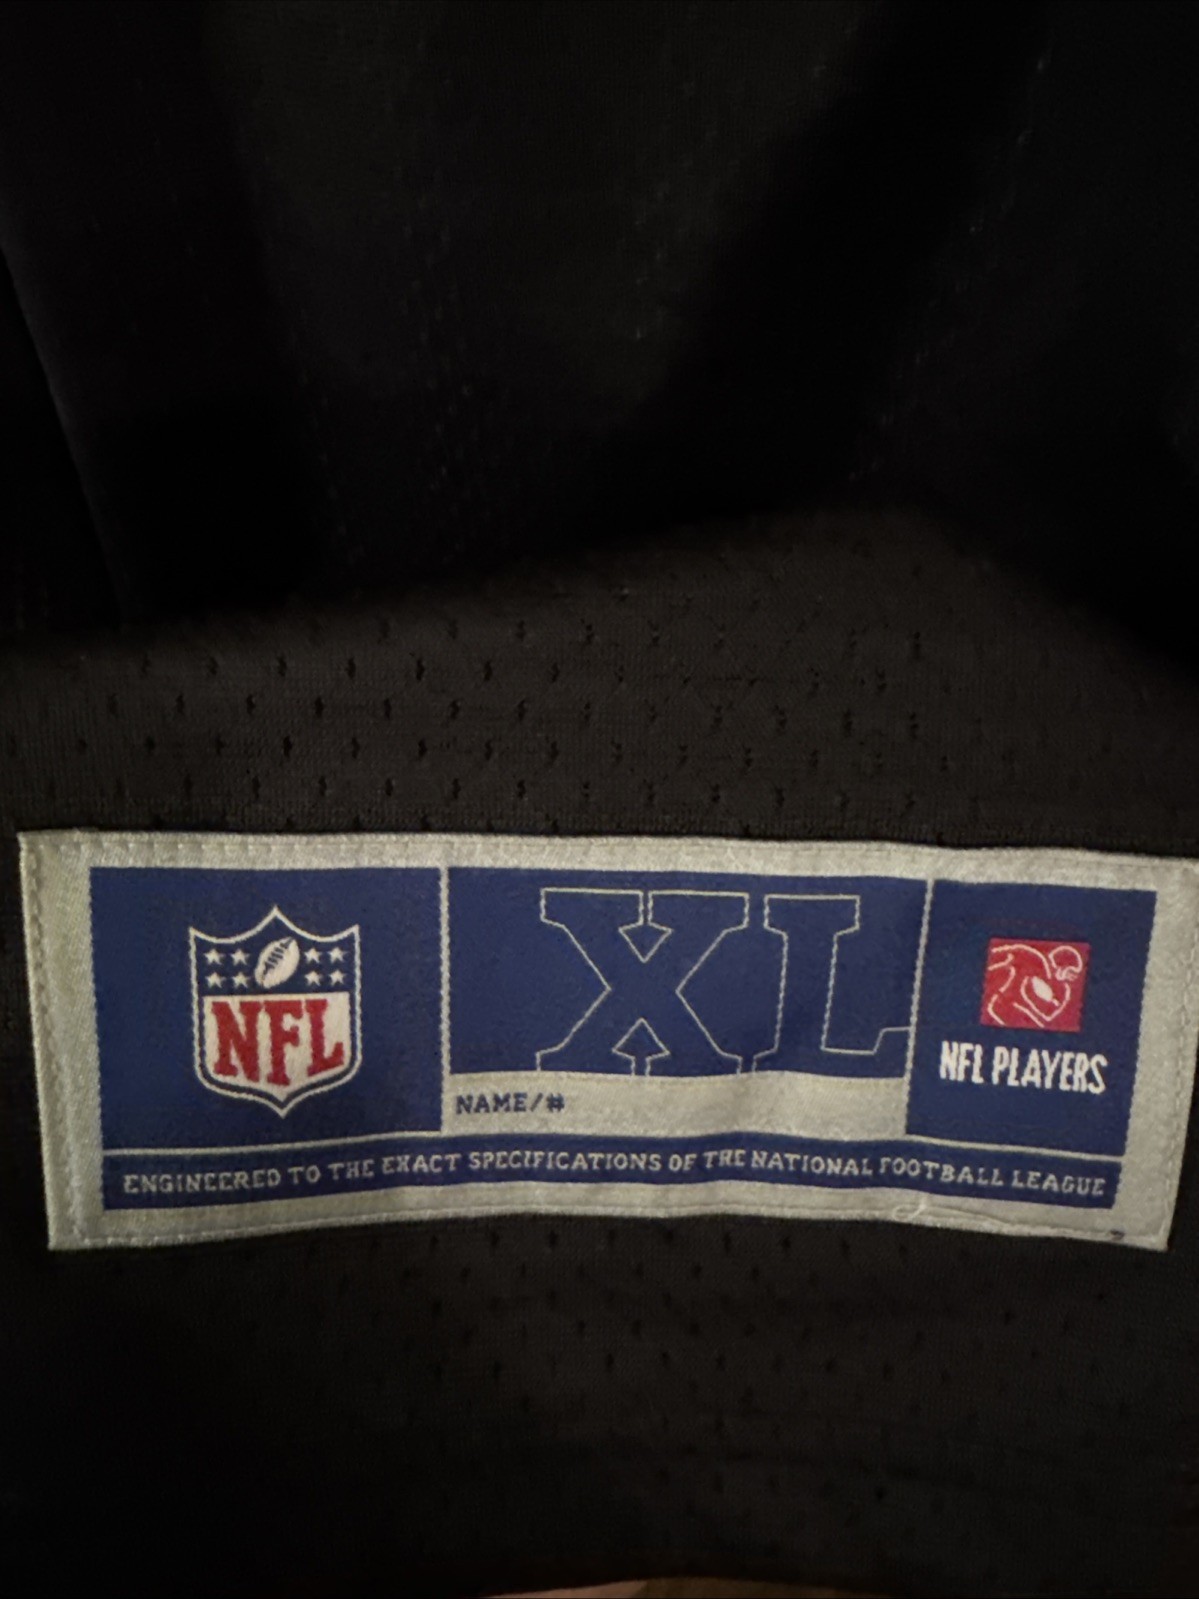 NFL
XL
NFL PLAYERS
NAME/#
ENGINEERED TO THE EXACT SPECIFICATIONS OF THE NATIONAL FOOTBALL LEAGUE